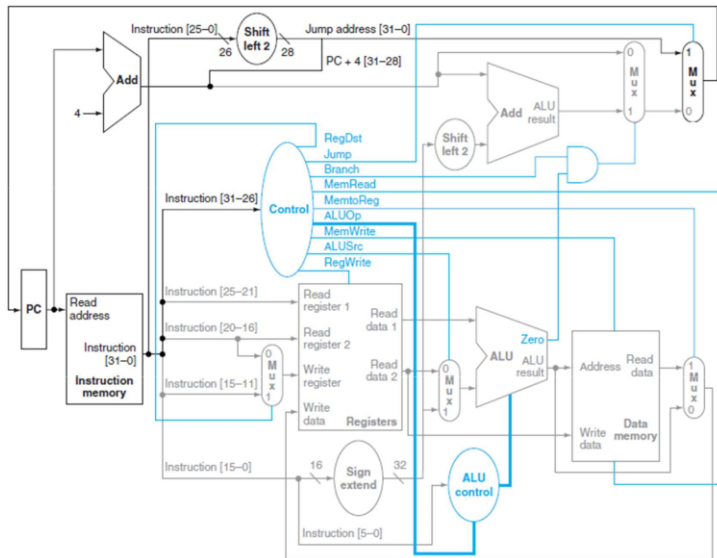 Instruction [25–0]
Shift
left 2
Jump address [31–0]
26
28
PC + 4 [31–28]
Add
4
0
M
u
x
1
1
M
u
x
0
Add
ALU
result
Shift
left 2
RegDst
Jump
Branch
MemRead
MemtoReg
ALUOp
MemWrite
ALUSrc
RegWrite
Control
Instruction [31–26]
PC
Read
address
Instruction
[31–0]
Instruction
memory
Instruction [25–21]
Instruction [20–16]
Instruction [15–11]
0
M
u
x
1
Read
register 1
Read
register 2
Write
register
Write
data
Read
data 1
Read
data 2
Registers
0
M
u
x
1
Zero
ALU
ALU
result
Address
Read
data
Write
data
Data
memory
1
M
u
x
0
Instruction [15–0]
16
Sign
extend
32
ALU
control
Instruction [5–0]